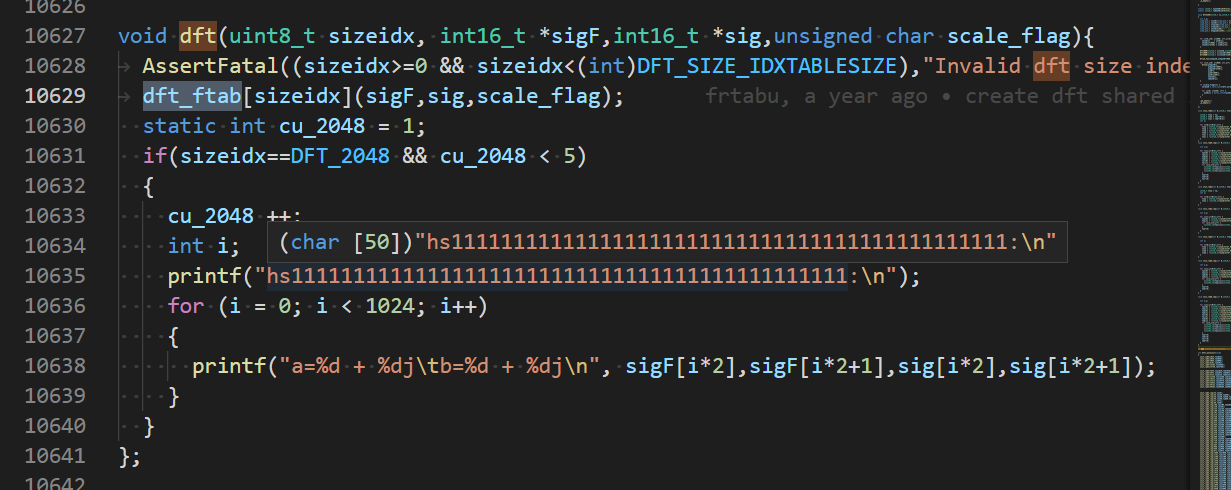 10626
10627 void dft(uint8_t sizeidx, int16_t *sigF,int16_t *sig,unsigned char scale_flag){
10628 AssertFatal((sizeidx>=0 && sizeidx<(int)DFT_SIZE_IDXTABLESIZE),"Invalid dft size inde
10629 dft_ftab[sizeidx](sigF,sig,scale_flag); frtabu, a year ago • create dft shared
10630 static int cu_2048 = 1;
10631 if(sizeidx==DFT_2048 && cu_2048 < 5)
10632 {
10633 cu_2048 ++;
(char [50])"hs11111111111111111111111111111111111111111111111:\n"
10634 int i;
10635 printf("hs11111111111111111111111111111111111111111111111:\n");
10636 for (i = 0; i < 1024; i++)
10637 {
10638 printf("a=%d + %dj\tb=%d + %dj\n", sigF[i*2],sigF[i*2+1],sig[i*2],sig[i*2+1]);
10639 }
10640 }
10641 };
10642